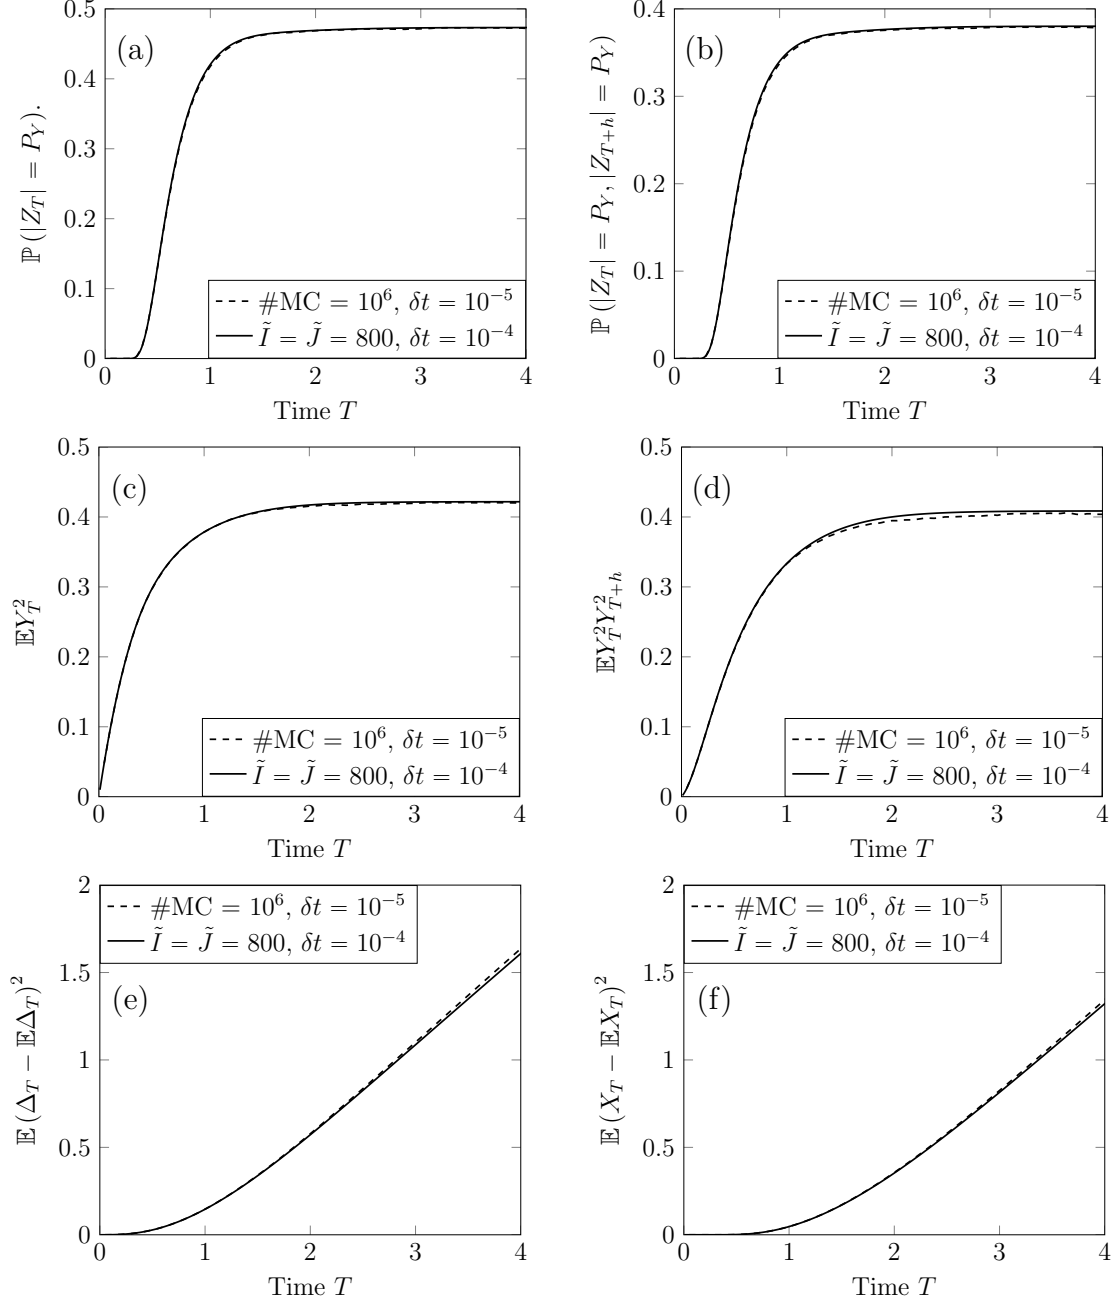 (a)
0.5
0.4
0.3
0.2
0.1
0
ℙ (|Z_T| = P_Y).
#MC = 10^6, δt = 10^{-5}
Ĩ = J̃ = 800, δt = 10^{-4}
0 1 2 3 4
Time T
(b)
0.4
0.3
0.2
0.1
0
ℙ (|Z_T| = P_Y, |Z_{T+h}| = P_Y)
#MC = 10^6, δt = 10^{-5}
Ĩ = J̃ = 800, δt = 10^{-4}
0 1 2 3 4
Time T
(c)
0.5
0.4
0.3
0.2
0.1
0
𝔼Y_T^2
#MC = 10^6, δt = 10^{-5}
Ĩ = J̃ = 800, δt = 10^{-4}
0 1 2 3 4
Time T
(d)
0.5
0.4
0.3
0.2
0.1
0
𝔼Y_T^2 Y_{T+h}^2
#MC = 10^6, δt = 10^{-5}
Ĩ = J̃ = 800, δt = 10^{-4}
0 1 2 3 4
Time T
#MC = 10^6, δt = 10^{-5}
Ĩ = J̃ = 800, δt = 10^{-4}
(e)
2
1.5
1
0.5
0
𝔼 (Δ_T − 𝔼Δ_T)^2
0 1 2 3 4
Time T
#MC = 10^6, δt = 10^{-5}
Ĩ = J̃ = 800, δt = 10^{-4}
(f)
2
1.5
1
0.5
0
𝔼 (X_T − 𝔼X_T)^2
0 1 2 3 4
Time T